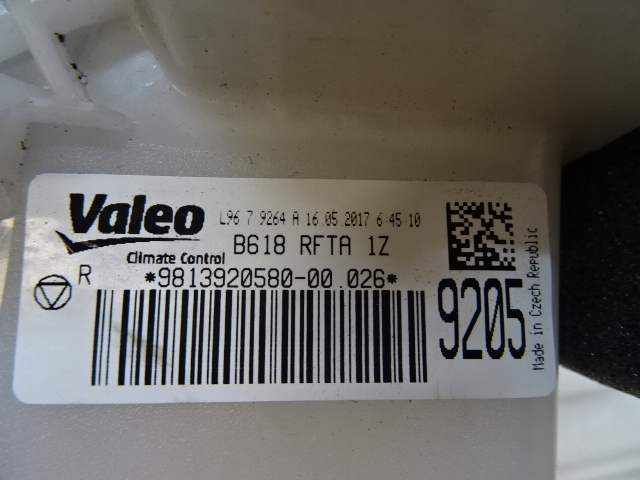 Valeo L96 7 9264 A 16 05 2017 6:45:10
Climate Control B618 RFTA 1Z
R *9813920580-00.026*
9205
Made in Czech Republic